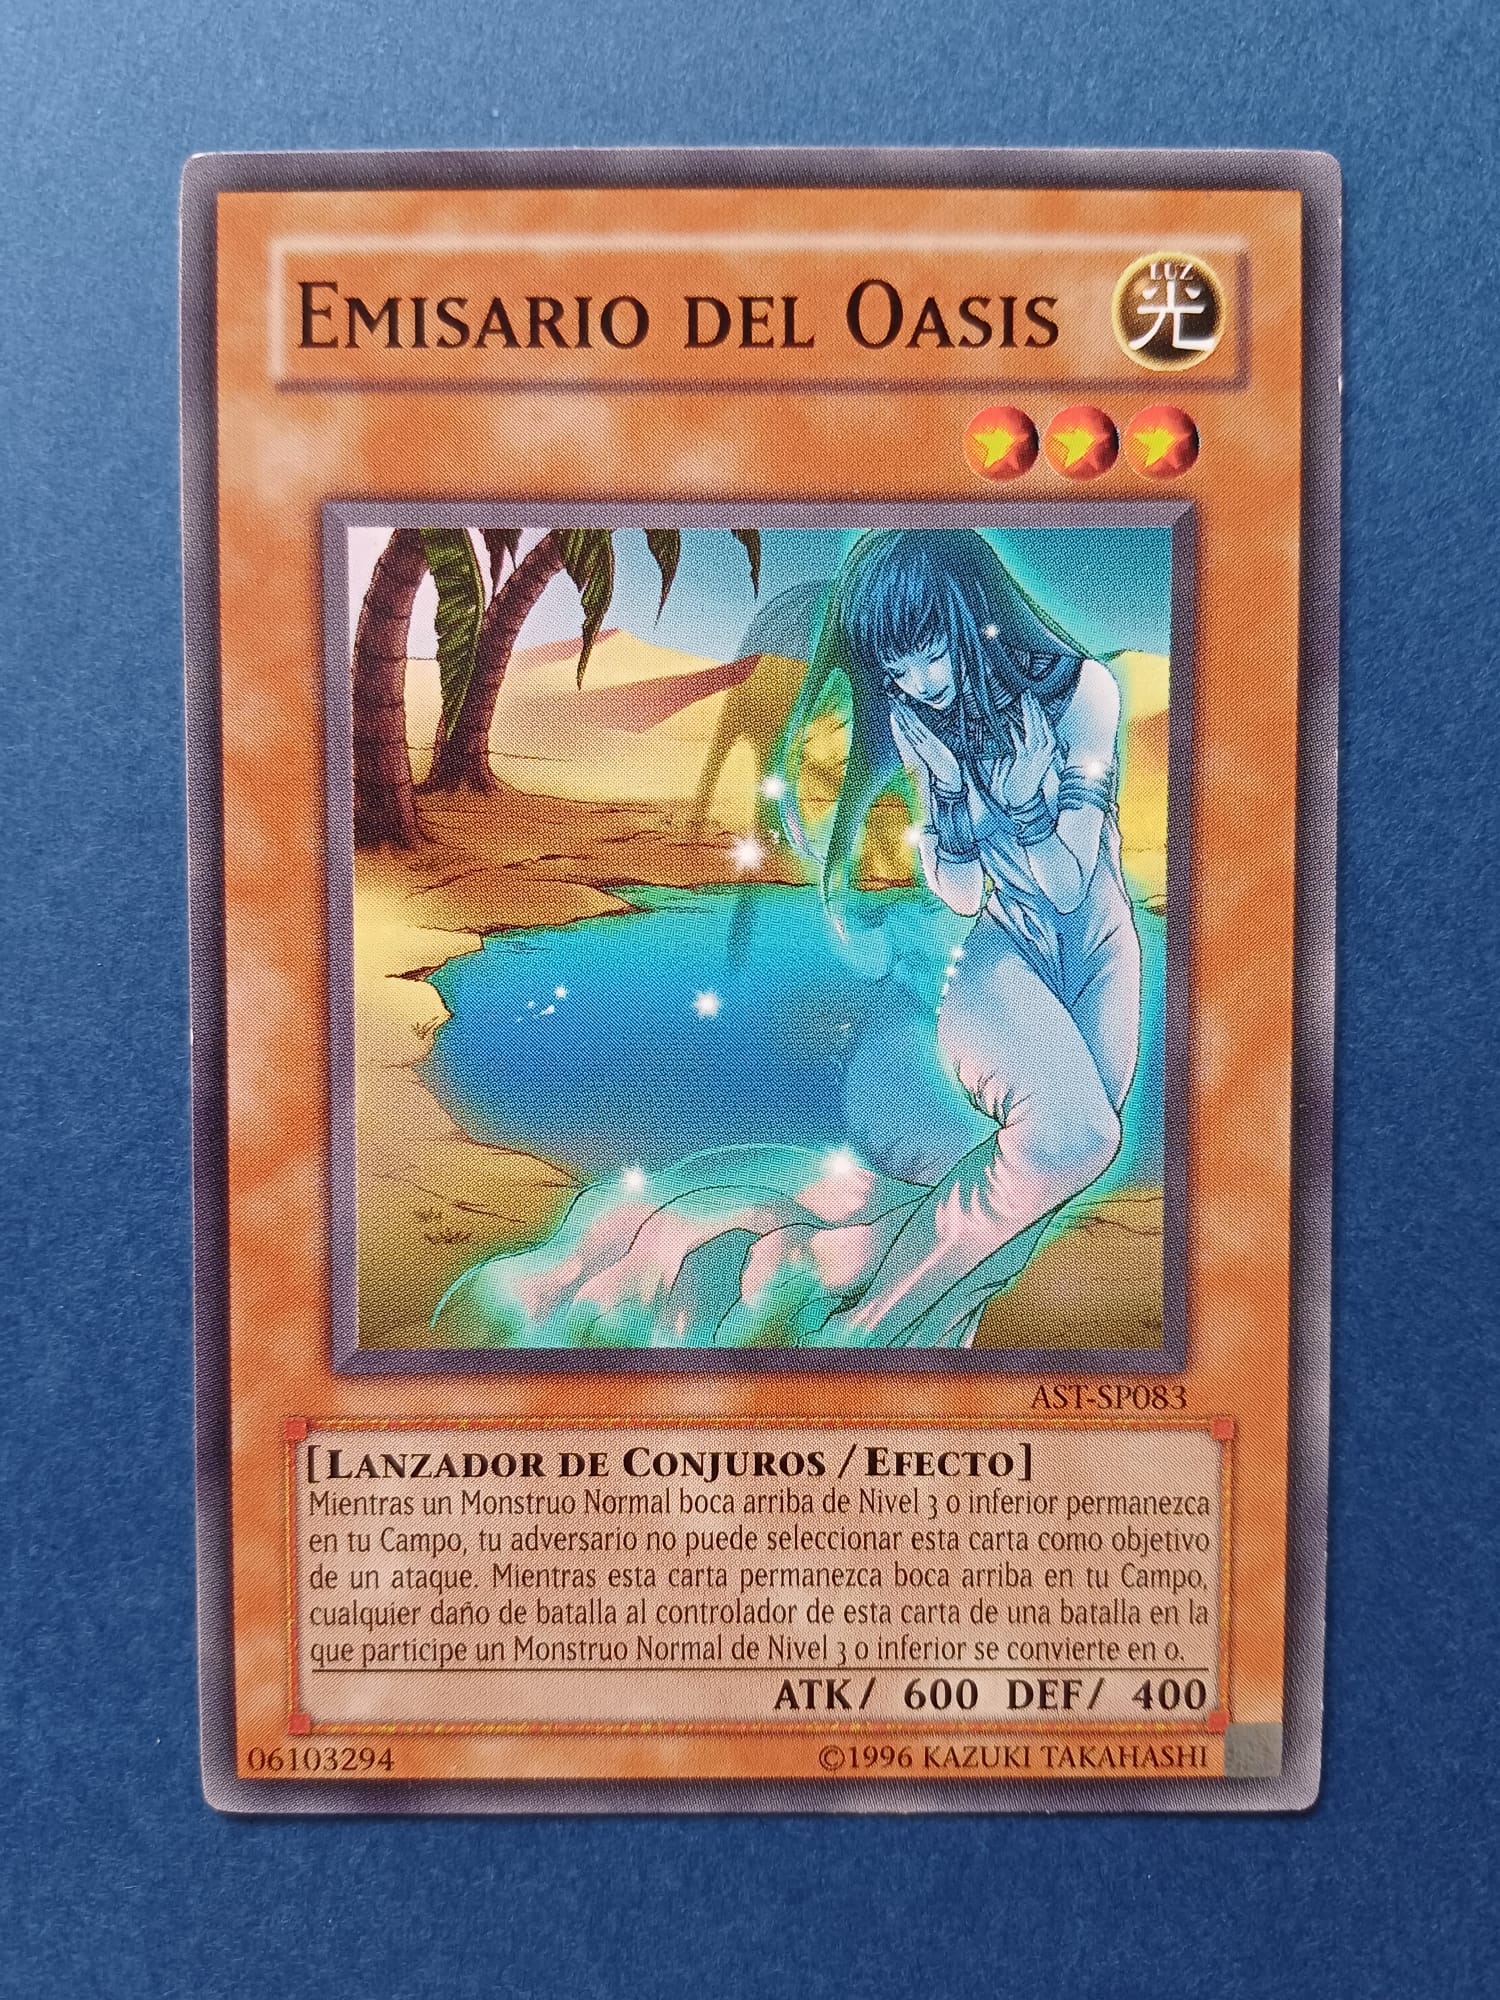 Emisario del Oasis
LUZ
光
AST-SP083
[Lanzador de Conjuros / Efecto]
Mientras un Monstruo Normal boca arriba de Nivel 3 o inferior permanezca
en tu Campo, tu adversario no puede seleccionar esta carta como objetivo
de un ataque. Mientras esta carta permanezca boca arriba en tu Campo,
cualquier daño de batalla al controlador de esta carta de una batalla en la
que participe un Monstruo Normal de Nivel 3 o inferior se convierte en 0.
ATK/ 600 DEF/ 400
06103294 ©1996 KAZUKI TAKAHASHI